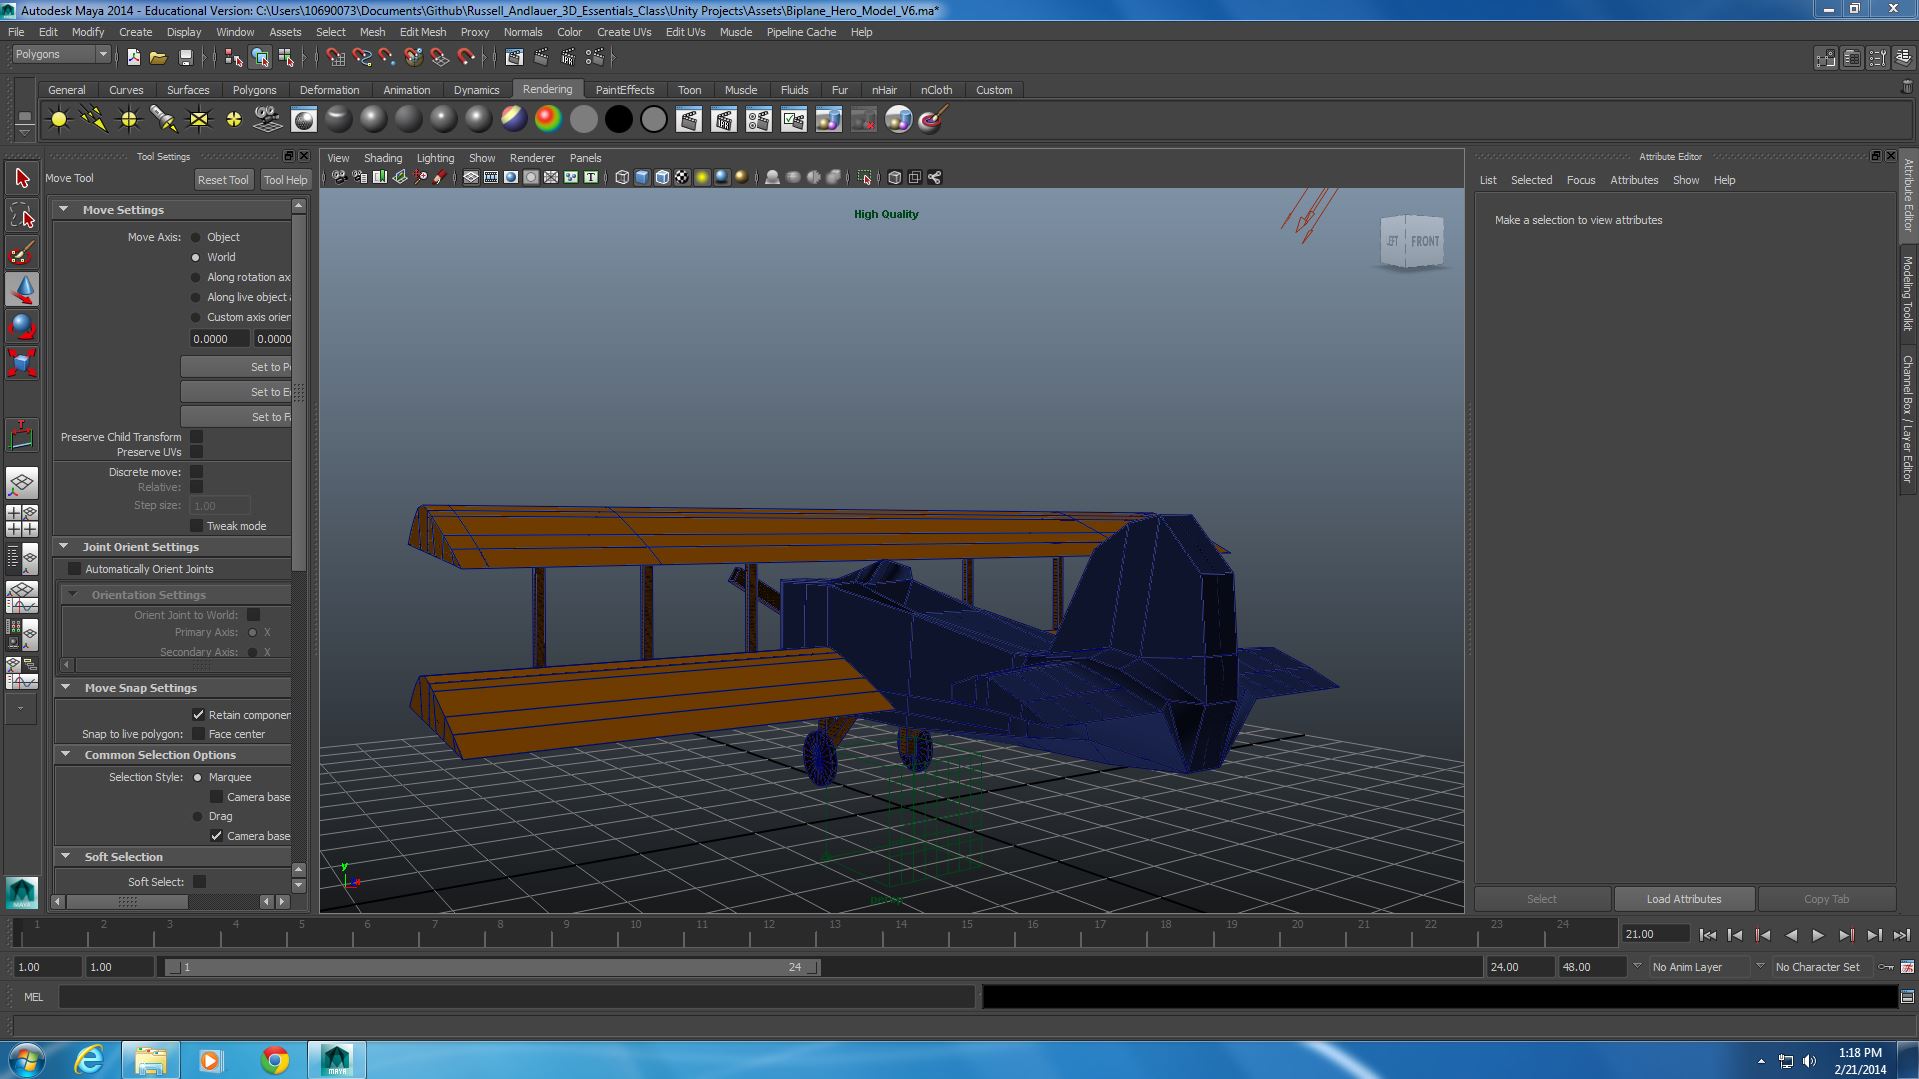 Autodesk Maya 2014 - Educational Version: C:\Users\10690073\Documents\Github\Russell_Andlauer_3D_Essentials_Class\Unity Projects\Assets\Biplane_Hero_Model_V6.ma*
File Edit Modify Create Display Window Assets Select Mesh Edit Mesh Proxy Normals Color Create UVs Edit UVs Muscle Pipeline Cache Help
Polygons
General Curves Surfaces Polygons Deformation Animation Dynamics Rendering PaintEffects Toon Muscle Fluids Fur nHair nCloth Custom
Tool Settings
Move Tool
Reset Tool Tool Help
Move Settings
Move Axis: Object
World
Along rotation axi
Along live object a
Custom axis orien
0.0000 0.0000
Set to P
Set to E
Set to F
Preserve Child Transform
Preserve UVs
Discrete move:
Relative:
Step size: 1.00
Tweak mode
Joint Orient Settings
Automatically Orient Joints
Orientation Settings
Orient Joint to World:
Primary Axis: X
Secondary Axis: X
Move Snap Settings
Retain componen
Snap to live polygon: Face center
Common Selection Options
Selection Style: Marquee
Camera base
Drag
Camera base
Soft Selection
Soft Select:
View Shading Lighting Show Renderer Panels
High Quality
LEFT FRONT
y
persp
Attribute Editor
List Selected Focus Attributes Show Help
Make a selection to view attributes
Select Load Attributes Copy Tab
Attribute Editor
Modeling Toolkit
Channel Box / Layer Editor
1 2 3 4 5 6 7 8 9 10 11 12 13 14 15 16 17 18 19 20 21 22 23 24
21.00
1.00 1.00 1 24 24.00 48.00 No Anim Layer No Character Set
MEL
MAYA
1:18 PM
2/21/2014